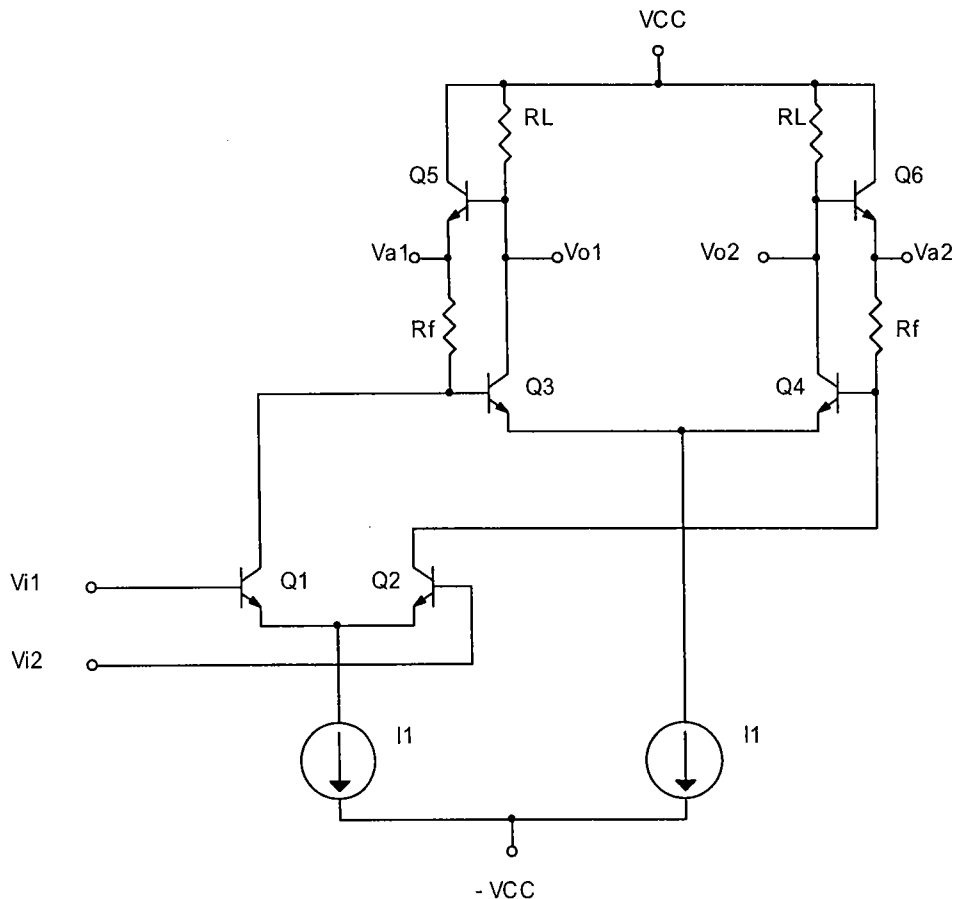 VCC
RL RL
Q5 Q6
Va1 Vo1 Vo2 Va2
Rf Rf
Q3 Q4
Vi1 Q1 Q2
Vi2
I1 I1
- VCC